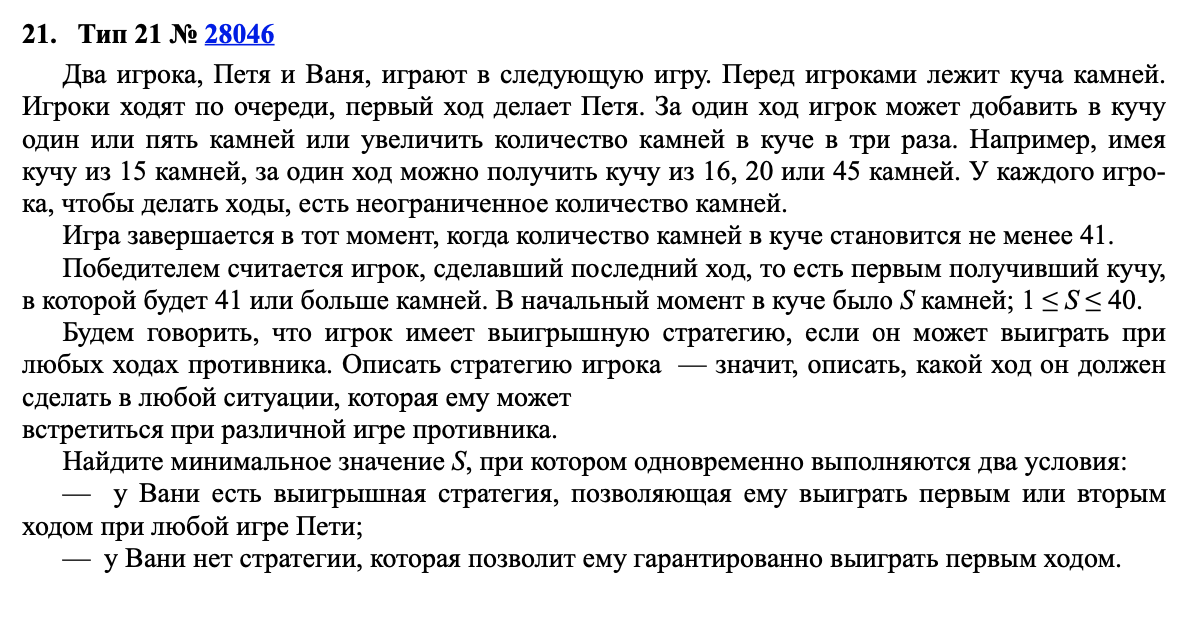 21. Тип 21 № 28046
Два игрока, Петя и Ваня, играют в следующую игру. Перед игроками лежит куча камней.
Игроки ходят по очереди, первый ход делает Петя. За один ход игрок может добавить в кучу
один или пять камней или увеличить количество камней в куче в три раза. Например, имея
кучу из 15 камней, за один ход можно получить кучу из 16, 20 или 45 камней. У каждого игро-
ка, чтобы делать ходы, есть неограниченное количество камней.
Игра завершается в тот момент, когда количество камней в куче становится не менее 41.
Победителем считается игрок, сделавший последний ход, то есть первым получивший кучу,
в которой будет 41 или больше камней. В начальный момент в куче было S камней; 1 ≤ S ≤ 40.
Будем говорить, что игрок имеет выигрышную стратегию, если он может выиграть при
любых ходах противника. Описать стратегию игрока — значит, описать, какой ход он должен
сделать в любой ситуации, которая ему может
встретиться при различной игре противника.
Найдите минимальное значение S, при котором одновременно выполняются два условия:
— у Вани есть выигрышная стратегия, позволяющая ему выиграть первым или вторым
ходом при любой игре Пети;
— у Вани нет стратегии, которая позволит ему гарантированно выиграть первым ходом.